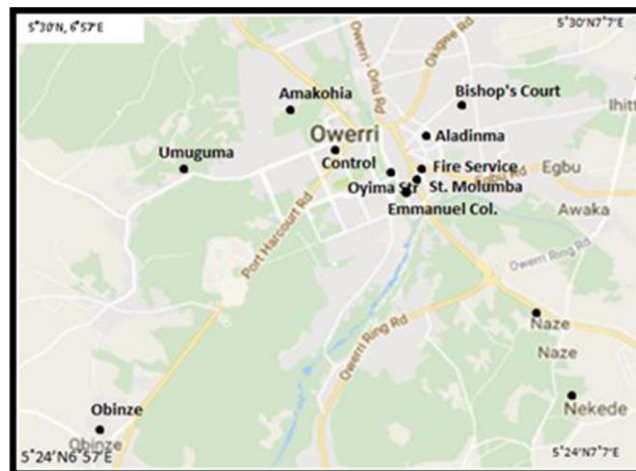 5°30'N, 6°57'E
5°30'N7°7'E
Owerri - Orlu Rd
Okigwe Rd
Amakohia
Bishop's Court
Ihitt
Owerri
Aladinma
Umuguma
Control
Fire Service
Egbu
Oyima Str
St. Molumba
Egbu Rd
Emmanuel Col.
Awaka
Port Harcourt Rd
Owerri Ring Rd
Owerri Ring Rd
Naze
Naze
Nekede
Obinze
Obinze
5°24'N6°57'E
5°24'N7°7'E